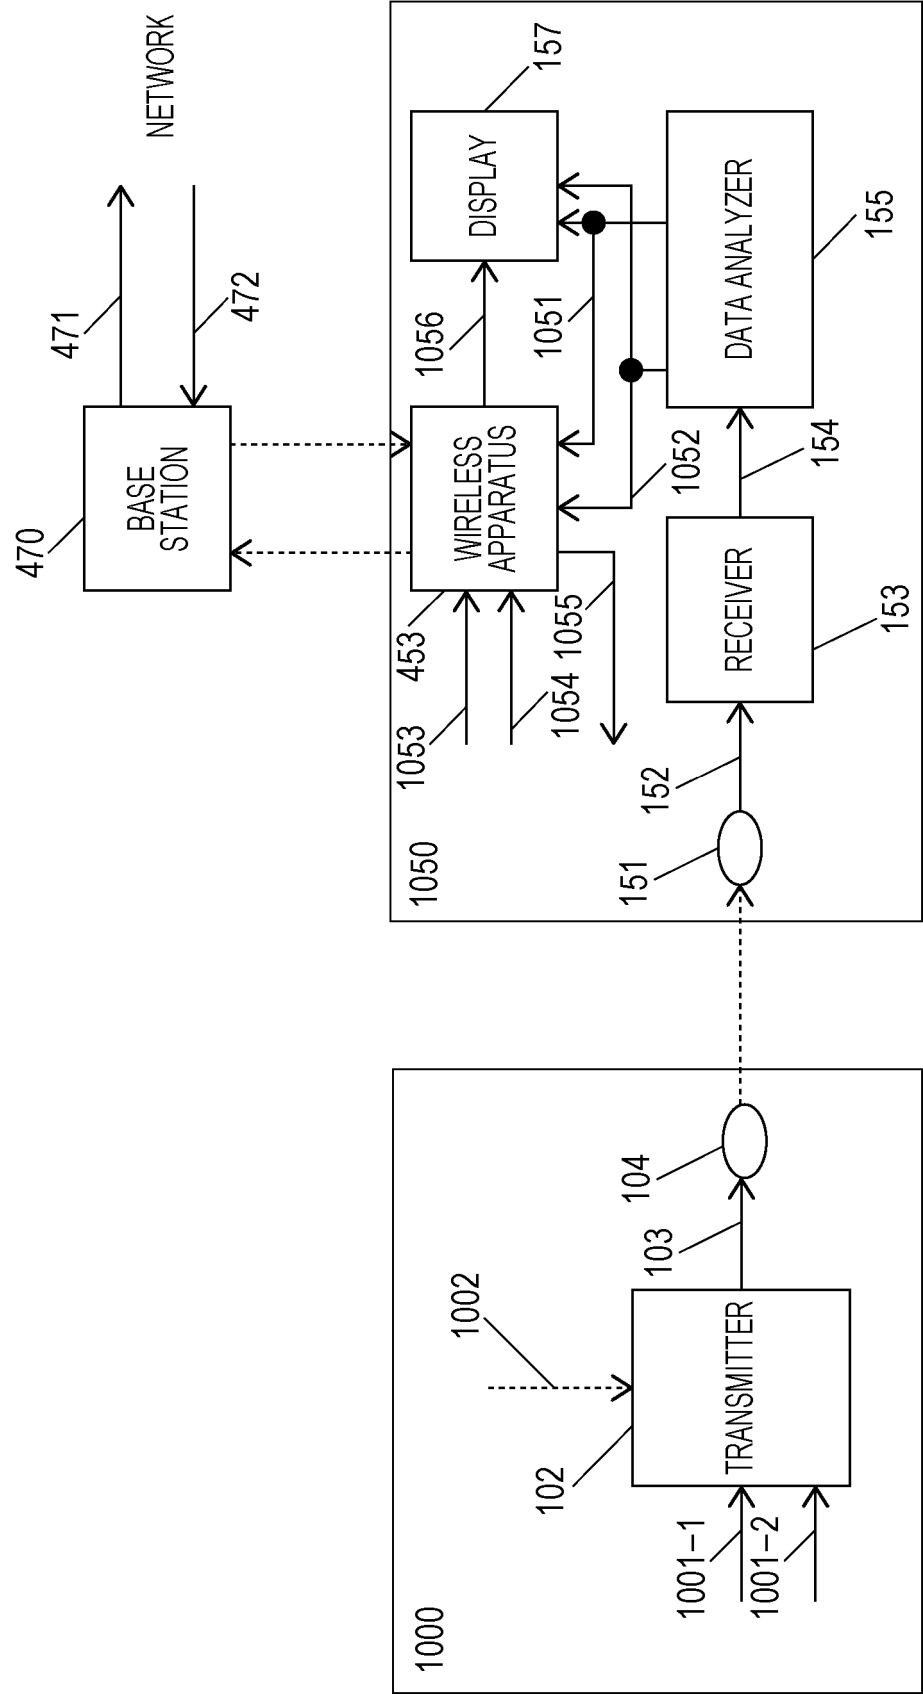 NETWORK
471
472
470
BASE
STATION
157
DISPLAY
1056
1051
DATA ANALYZER
155
WIRELESS
APPARATUS
1052
154
453
1053
1054
1055
RECEIVER
153
152
151
1050
104
103
1002
102
TRANSMITTER
1001–1
1001–2
1000